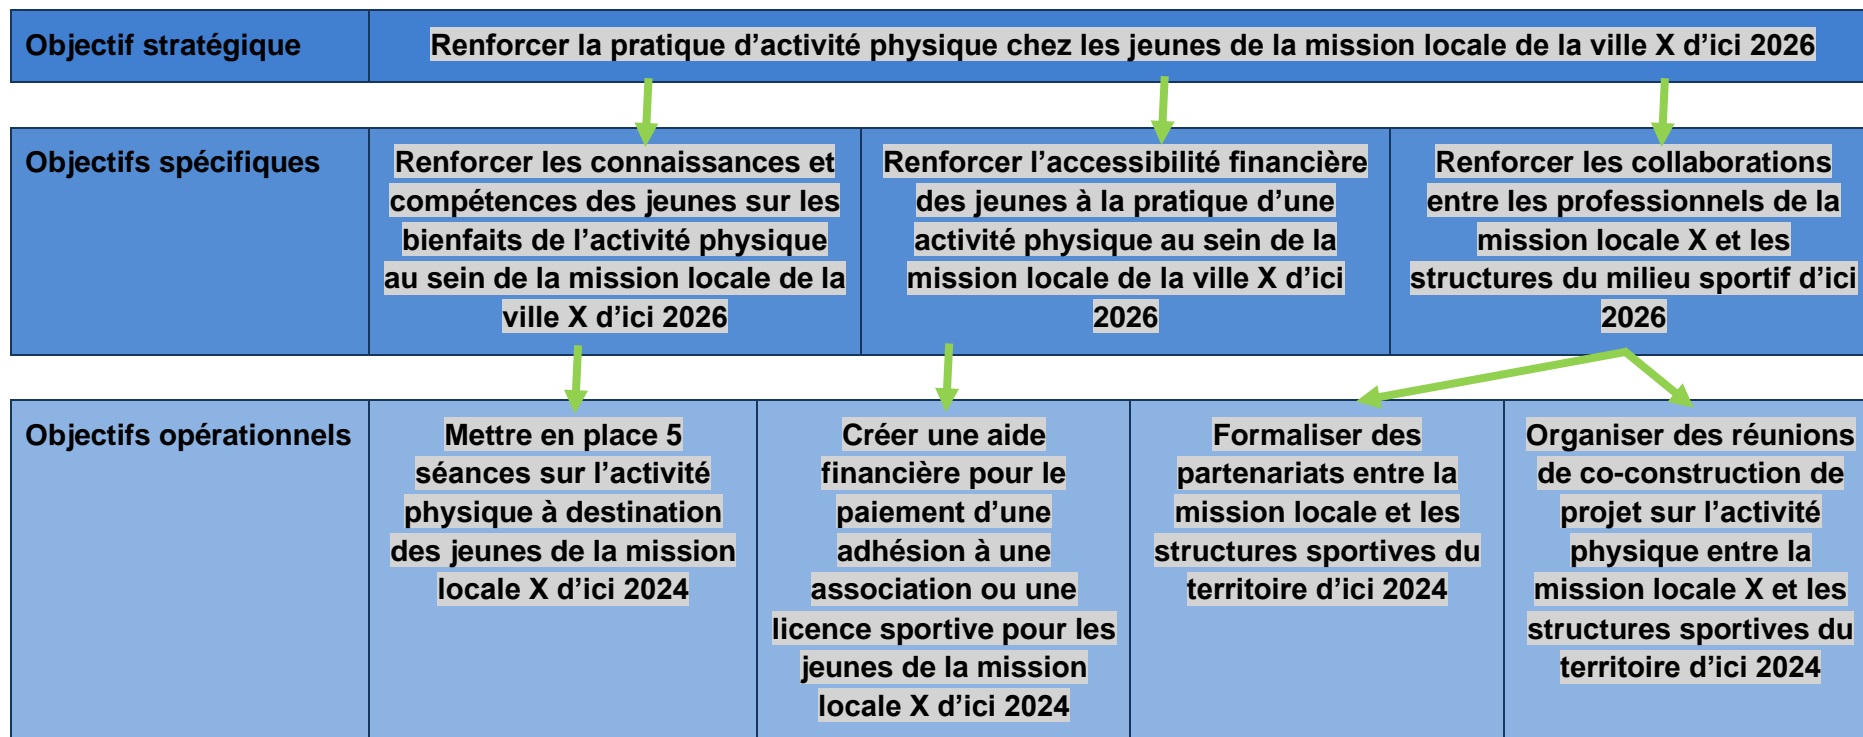 Objectif stratégique
Renforcer la pratique d’activité physique chez les jeunes de la mission locale de la ville X d’ici 2026
Objectifs spécifiques
Renforcer les connaissances et
compétences des jeunes sur les
bienfaits de l’activité physique
au sein de la mission locale de la
ville X d’ici 2026
Renforcer l’accessibilité financière
des jeunes à la pratique d’une
activité physique au sein de la
mission locale de la ville X d’ici
2026
Renforcer les collaborations
entre les professionnels de la
mission locale X et les
structures du milieu sportif d’ici
2026
Objectifs opérationnels
Mettre en place 5
séances sur l’activité
physique à destination
des jeunes de la mission
locale X d’ici 2024
Créer une aide
financière pour le
paiement d’une
adhésion à une
association ou une
licence sportive pour les
jeunes de la mission
locale X d’ici 2024
Formaliser des
partenariats entre la
mission locale et les
structures sportives du
territoire d’ici 2024
Organiser des réunions
de co-construction de
projet sur l’activité
physique entre la
mission locale X et les
structures sportives du
territoire d’ici 2024